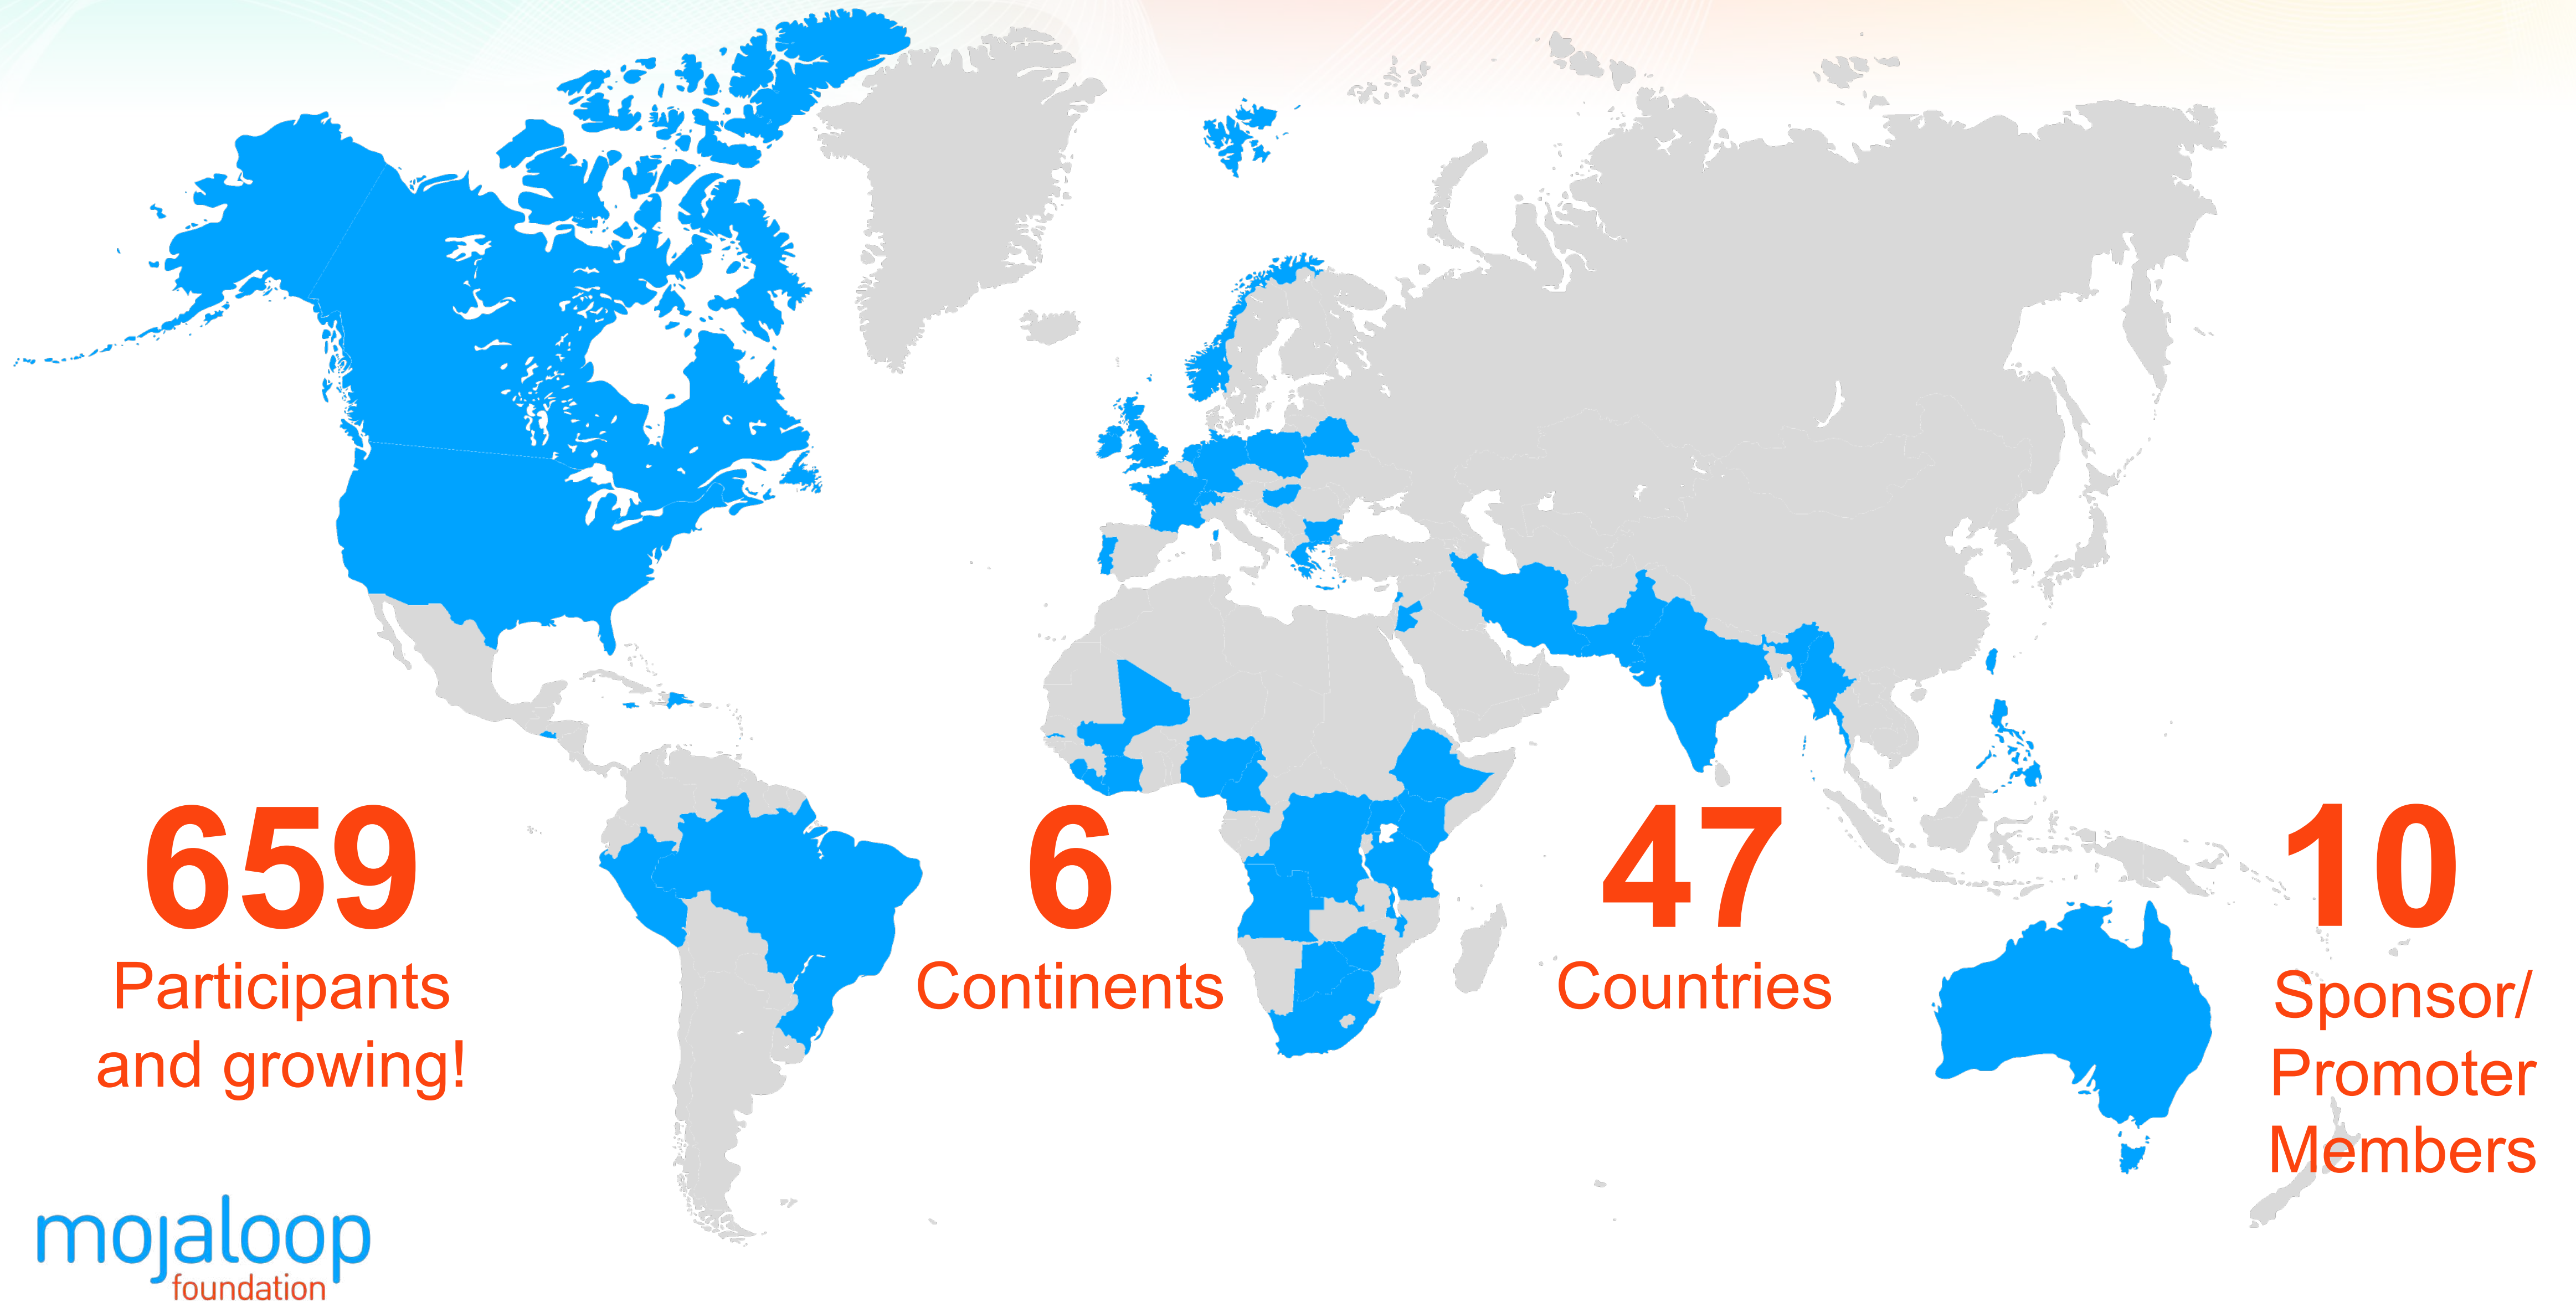 659
Participants
and growing!
6
Continents
47
Countries
10
Sponsor/
Promoter
Members
mojaloop
foundation